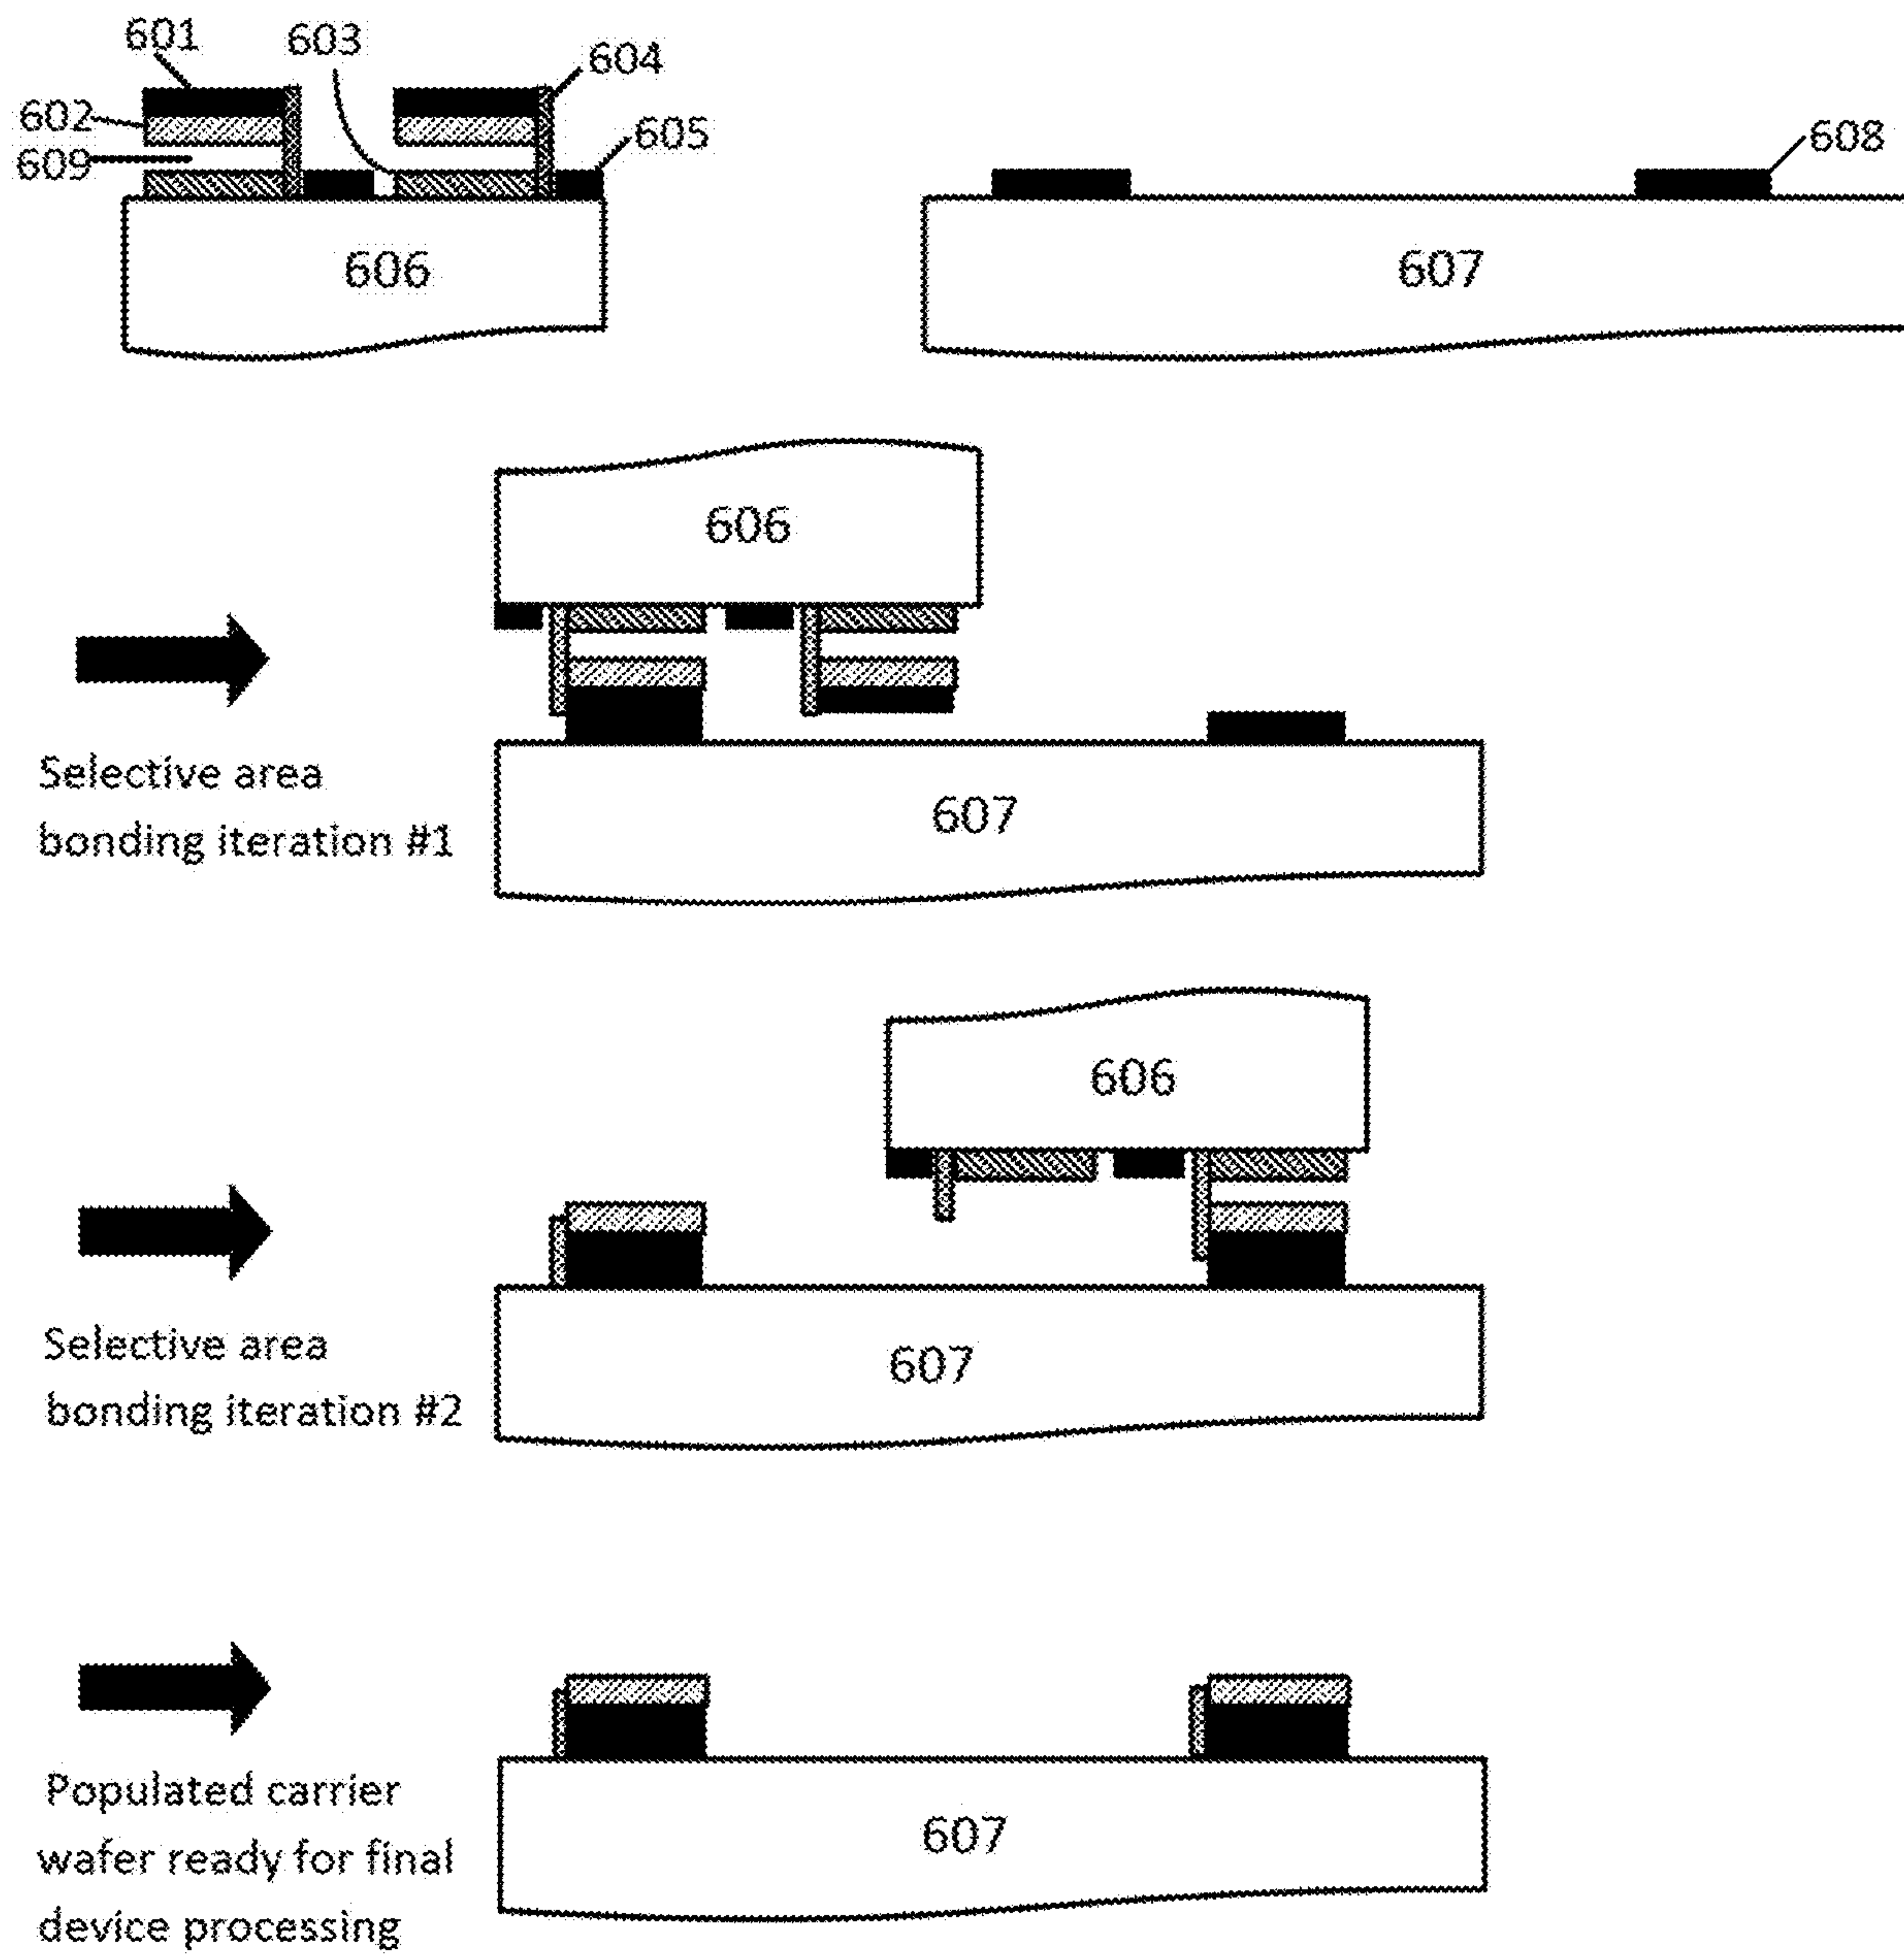 601
603
604
602
605
609
608
606
607
606
Selective area
bonding iteration #1
607
606
Selective area
bonding iteration #2
607
Populated carrier
wafer ready for final
device processing
607